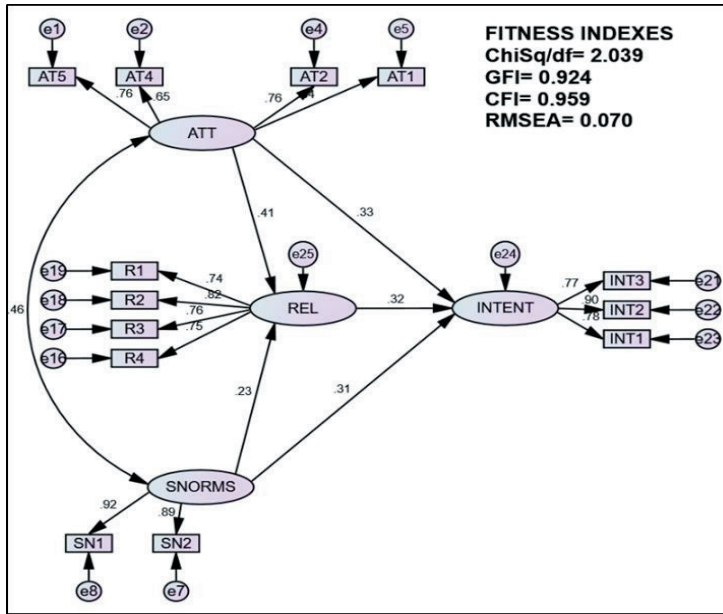 e1
e2
e4
e5
AT5
AT4
AT2
AT1
.76
.65
.76
ATT
FITNESS INDEXES
ChiSq/df= 2.039
GFI= 0.924
CFI= 0.959
RMSEA= 0.070
.41
.33
.46
e19
R1
e18
R2
e17
R3
e16
R4
.74
.82
.76
.75
e25
REL
.32
e24
INTENT
.77
.90
.78
INT3
e21
INT2
e22
INT1
e23
.23
.31
SNORMS
.92
.89
SN1
SN2
e8
e7